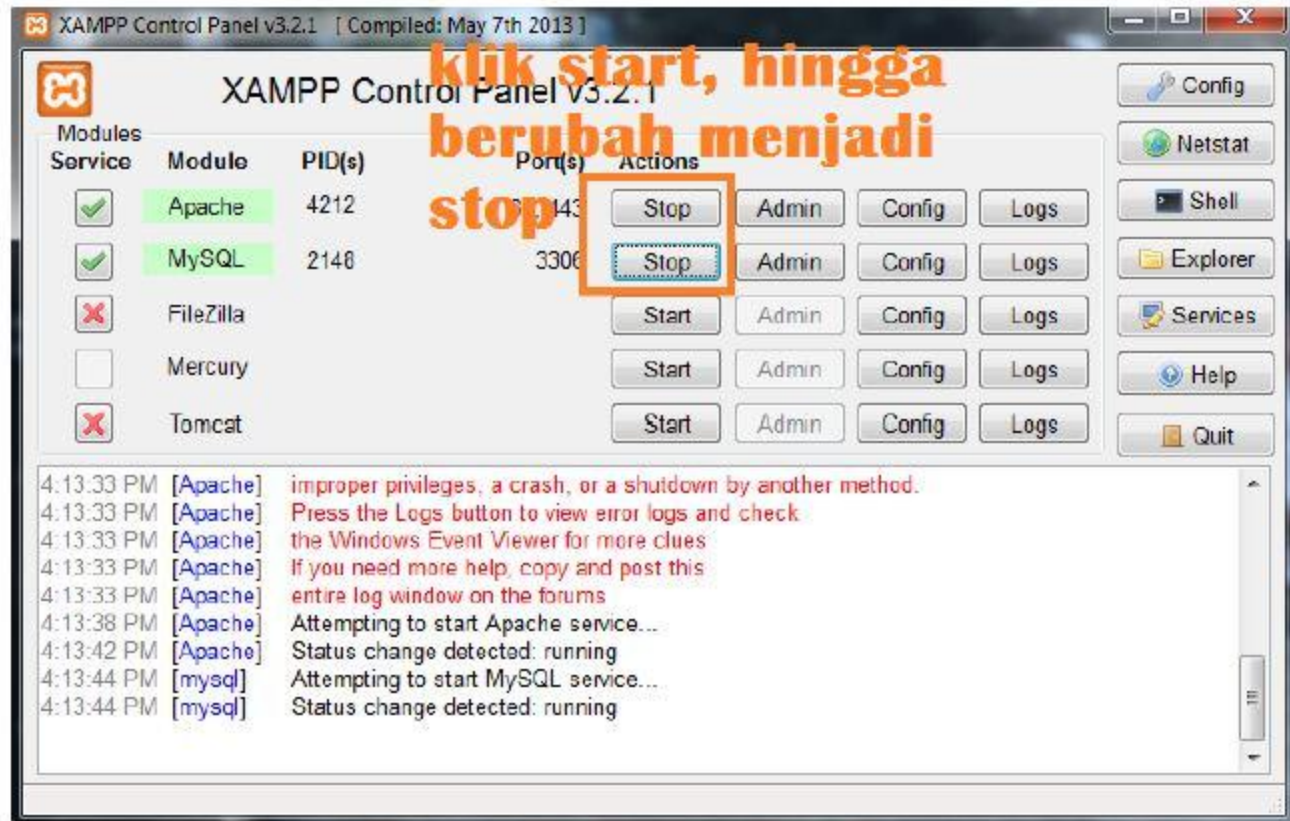 XAMPP Control Panel v3.2.1 [ Compiled: May 7th 2013 ]
klik start, hingga
berubah menjadi
stop
XAMPP Control Panel v3.2.1
Config
Modules
Service Module PID(s) Port(s) Actions
Netstat
Apache 4212 443 Stop Admin Config Logs
Shell
MySQL 2148 3306 Stop Admin Config Logs
Explorer
FileZilla Start Admin Config Logs
Services
Mercury Start Admin Config Logs
Help
Tomcat Start Admin Config Logs
Quit
4:13:33 PM [Apache] improper privileges, a crash, or a shutdown by another method.
4:13:33 PM [Apache] Press the Logs button to view error logs and check
4:13:33 PM [Apache] the Windows Event Viewer for more clues
4:13:33 PM [Apache] If you need more help, copy and post this
4:13:33 PM [Apache] entire log window on the forums
4:13:38 PM [Apache] Attempting to start Apache service...
4:13:42 PM [Apache] Status change detected: running
4:13:44 PM [mysql] Attempting to start MySQL service...
4:13:44 PM [mysql] Status change detected: running